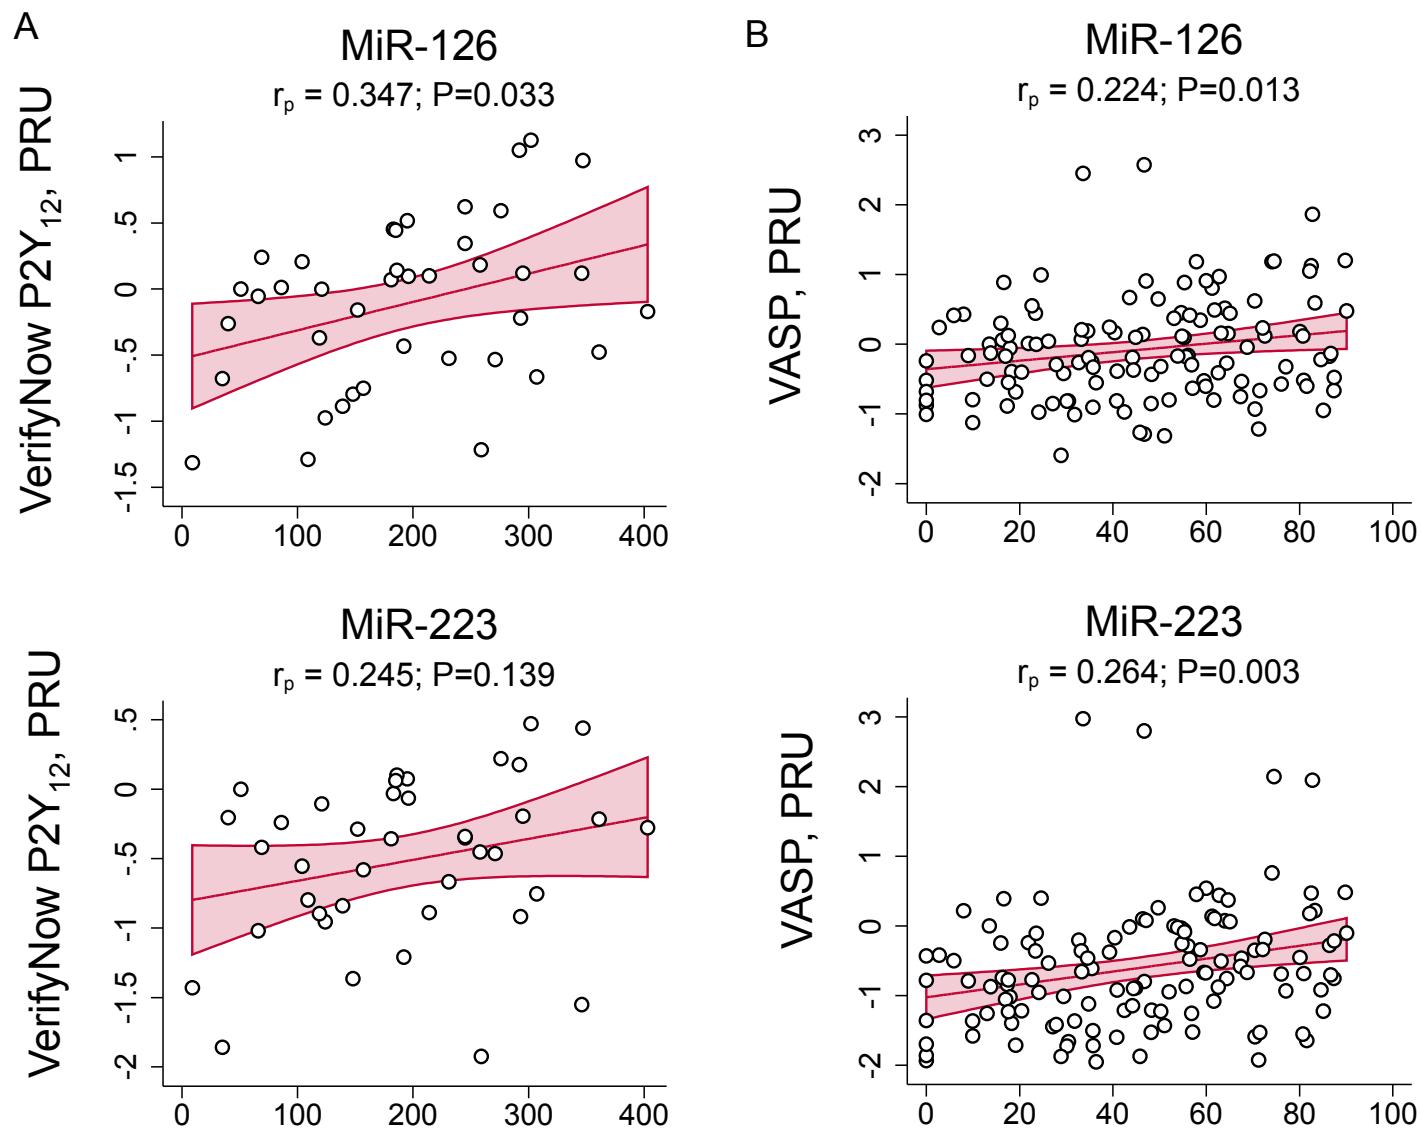 A
MiR-126
rp = 0.347; P=0.033
VerifyNow P2Y12, PRU
1
.5
0
-.5
-1
-1.5
0 100 200 300 400
B
MiR-126
rp = 0.224; P=0.013
VASP, PRU
3
2
1
0
-1
-2
0 20 40 60 80 100
MiR-223
rp = 0.245; P=0.139
VerifyNow P2Y12, PRU
.5
0
-.5
-1
-1.5
-2
0 100 200 300 400
MiR-223
rp = 0.264; P=0.003
VASP, PRU
3
2
1
0
-1
-2
0 20 40 60 80 100